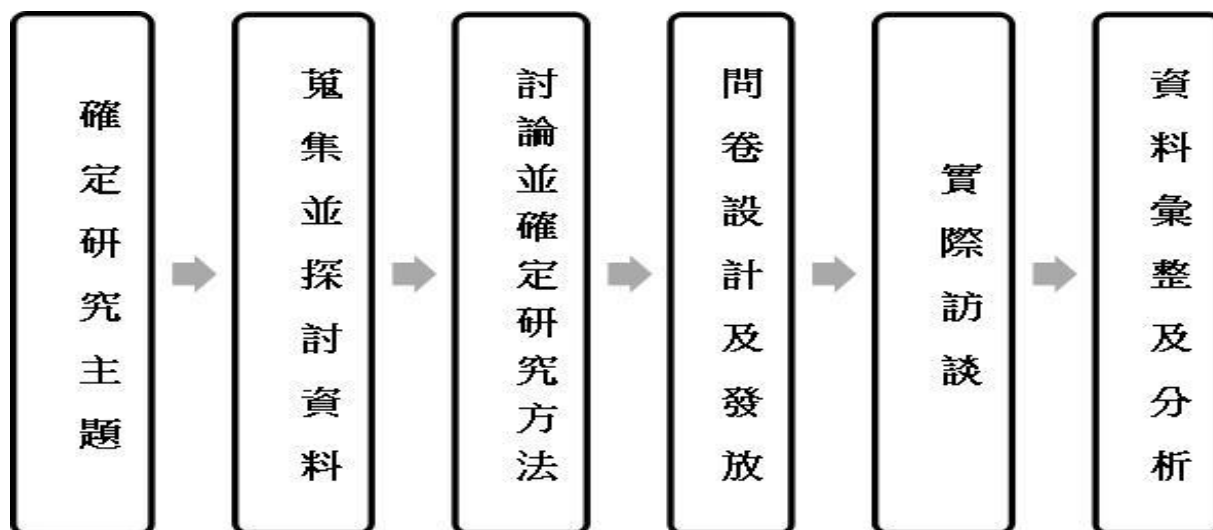 確定研究主題
蒐集並探討資料
討論並確定研究方法
問卷設計及發放
實際訪談
資料彙整及分析